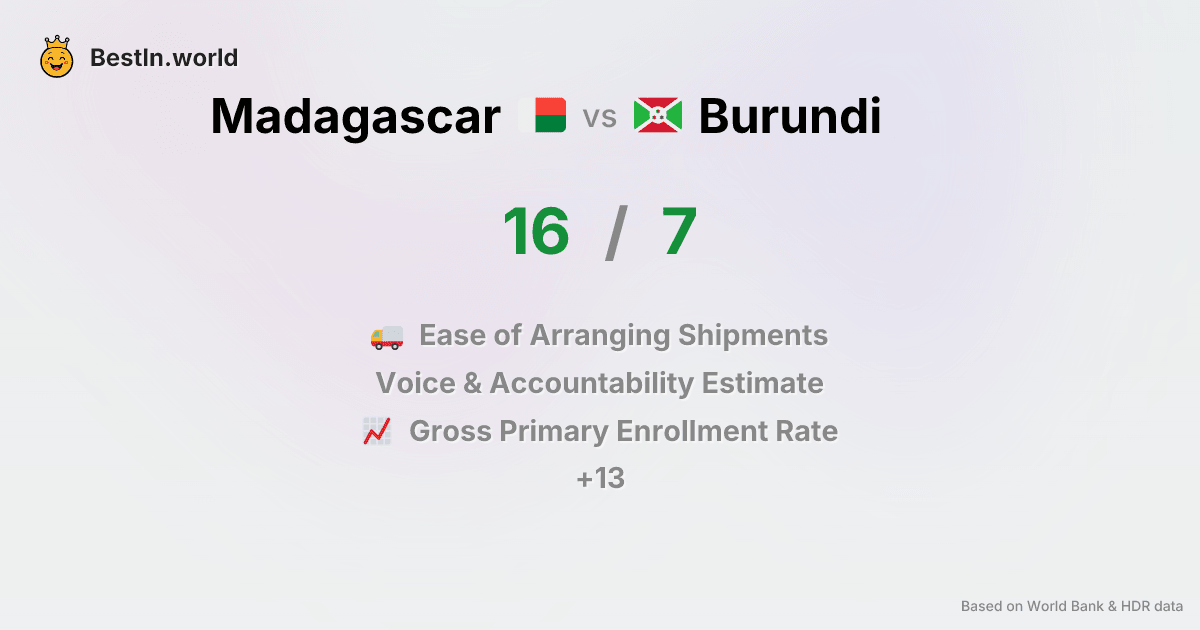 BestIn.world
Madagascar vs Burundi
16 / 7
Ease of Arranging Shipments
Voice & Accountability Estimate
Gross Primary Enrollment Rate
+13
Based on World Bank & HDR data